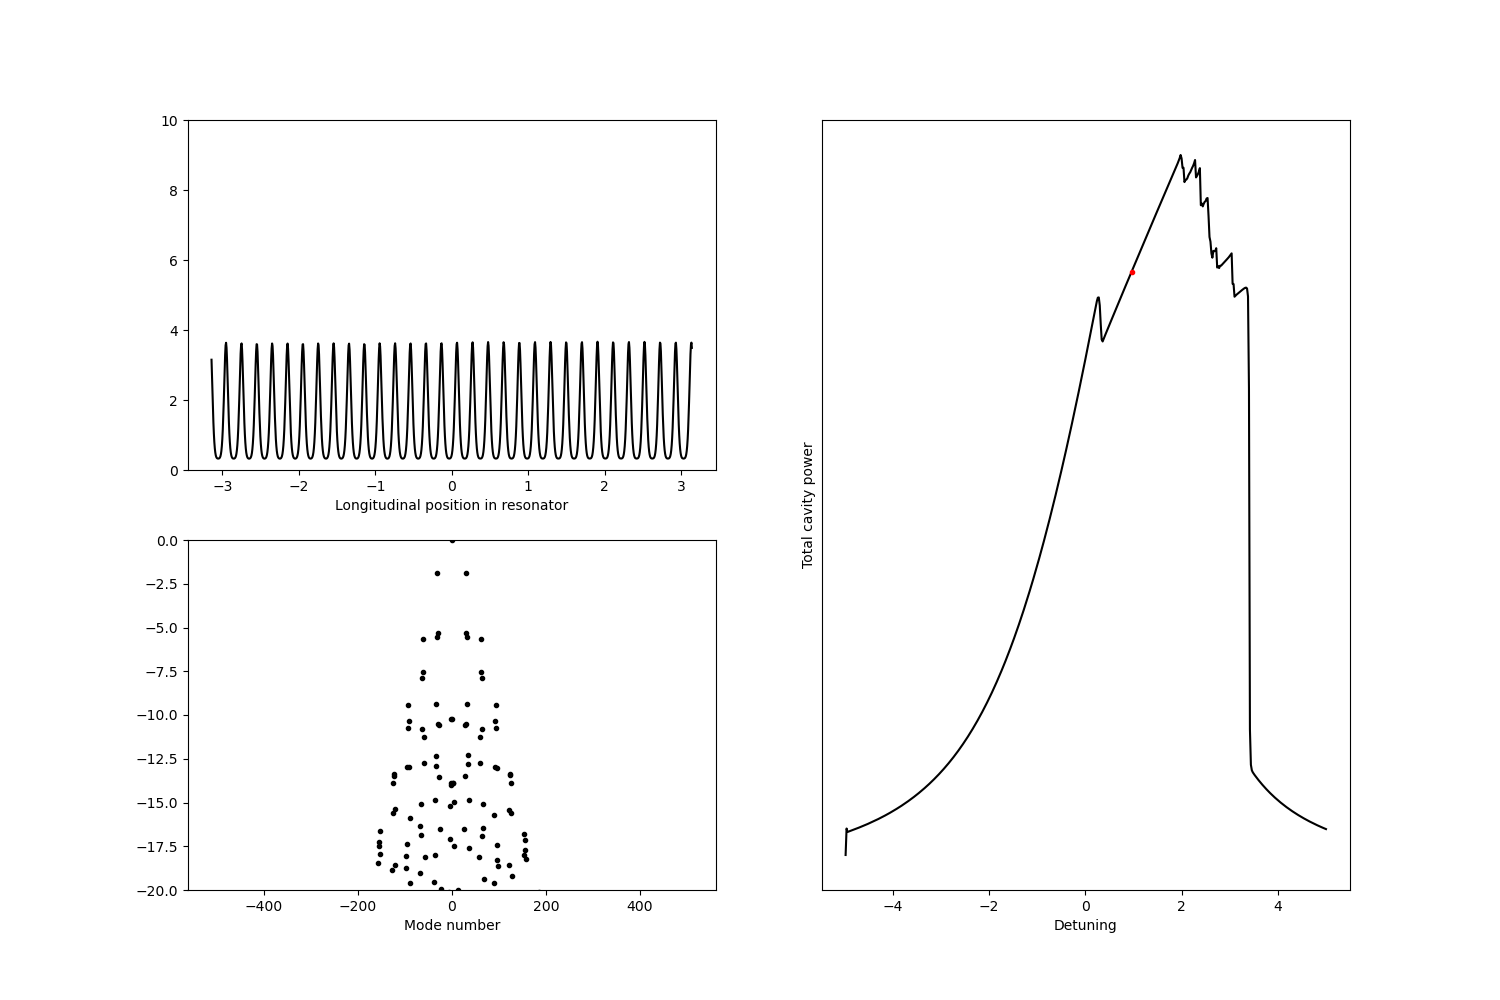 10
8
6
4
2
0
−3 −2 −1 0 1 2 3
Longitudinal position in resonator
0.0
−2.5
−5.0
−7.5
−10.0
−12.5
−15.0
−17.5
−20.0
−400 −200 0 200 400
Mode number
Total cavity power
−4 −2 0 2 4
Detuning